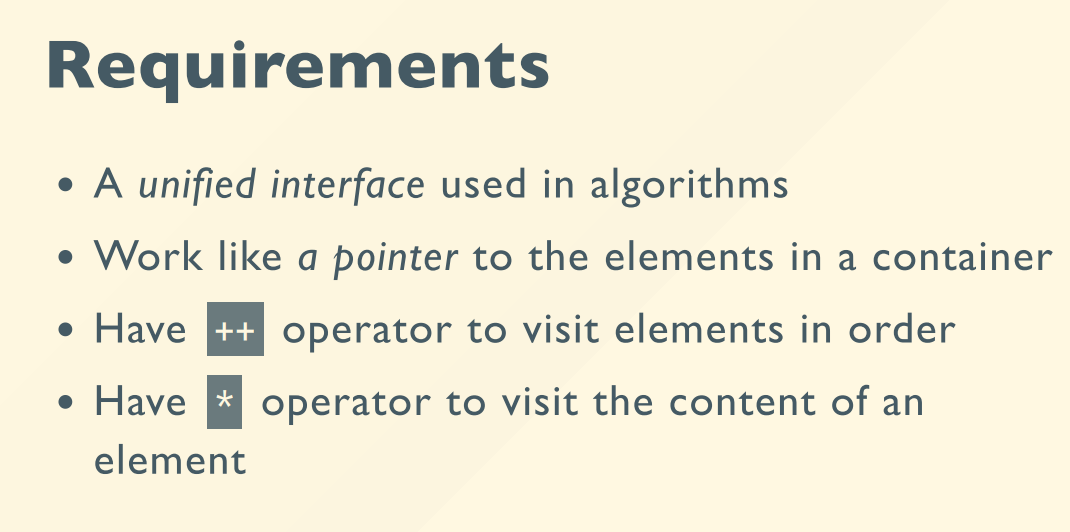 Requirements
• A unified interface used in algorithms
• Work like a pointer to the elements in a container
• Have ++ operator to visit elements in order
• Have * operator to visit the content of an
element